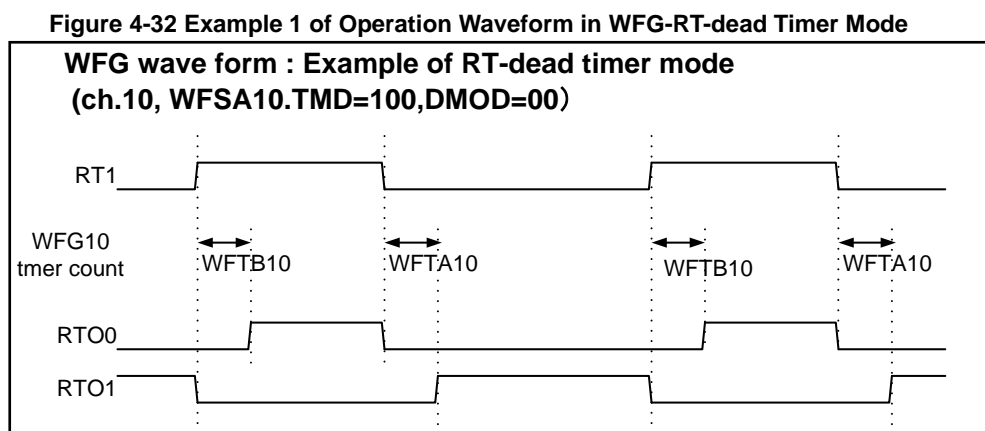 Figure 4-32 Example 1 of Operation Waveform in WFG-RT-dead Timer Mode
WFG wave form : Example of RT-dead timer mode
(ch.10, WFSA10.TMD=100,DMOD=00）
RT1
WFG10
tmer count
WFTB10
WFTA10
WFTB10
WFTA10
RTO0
RTO1